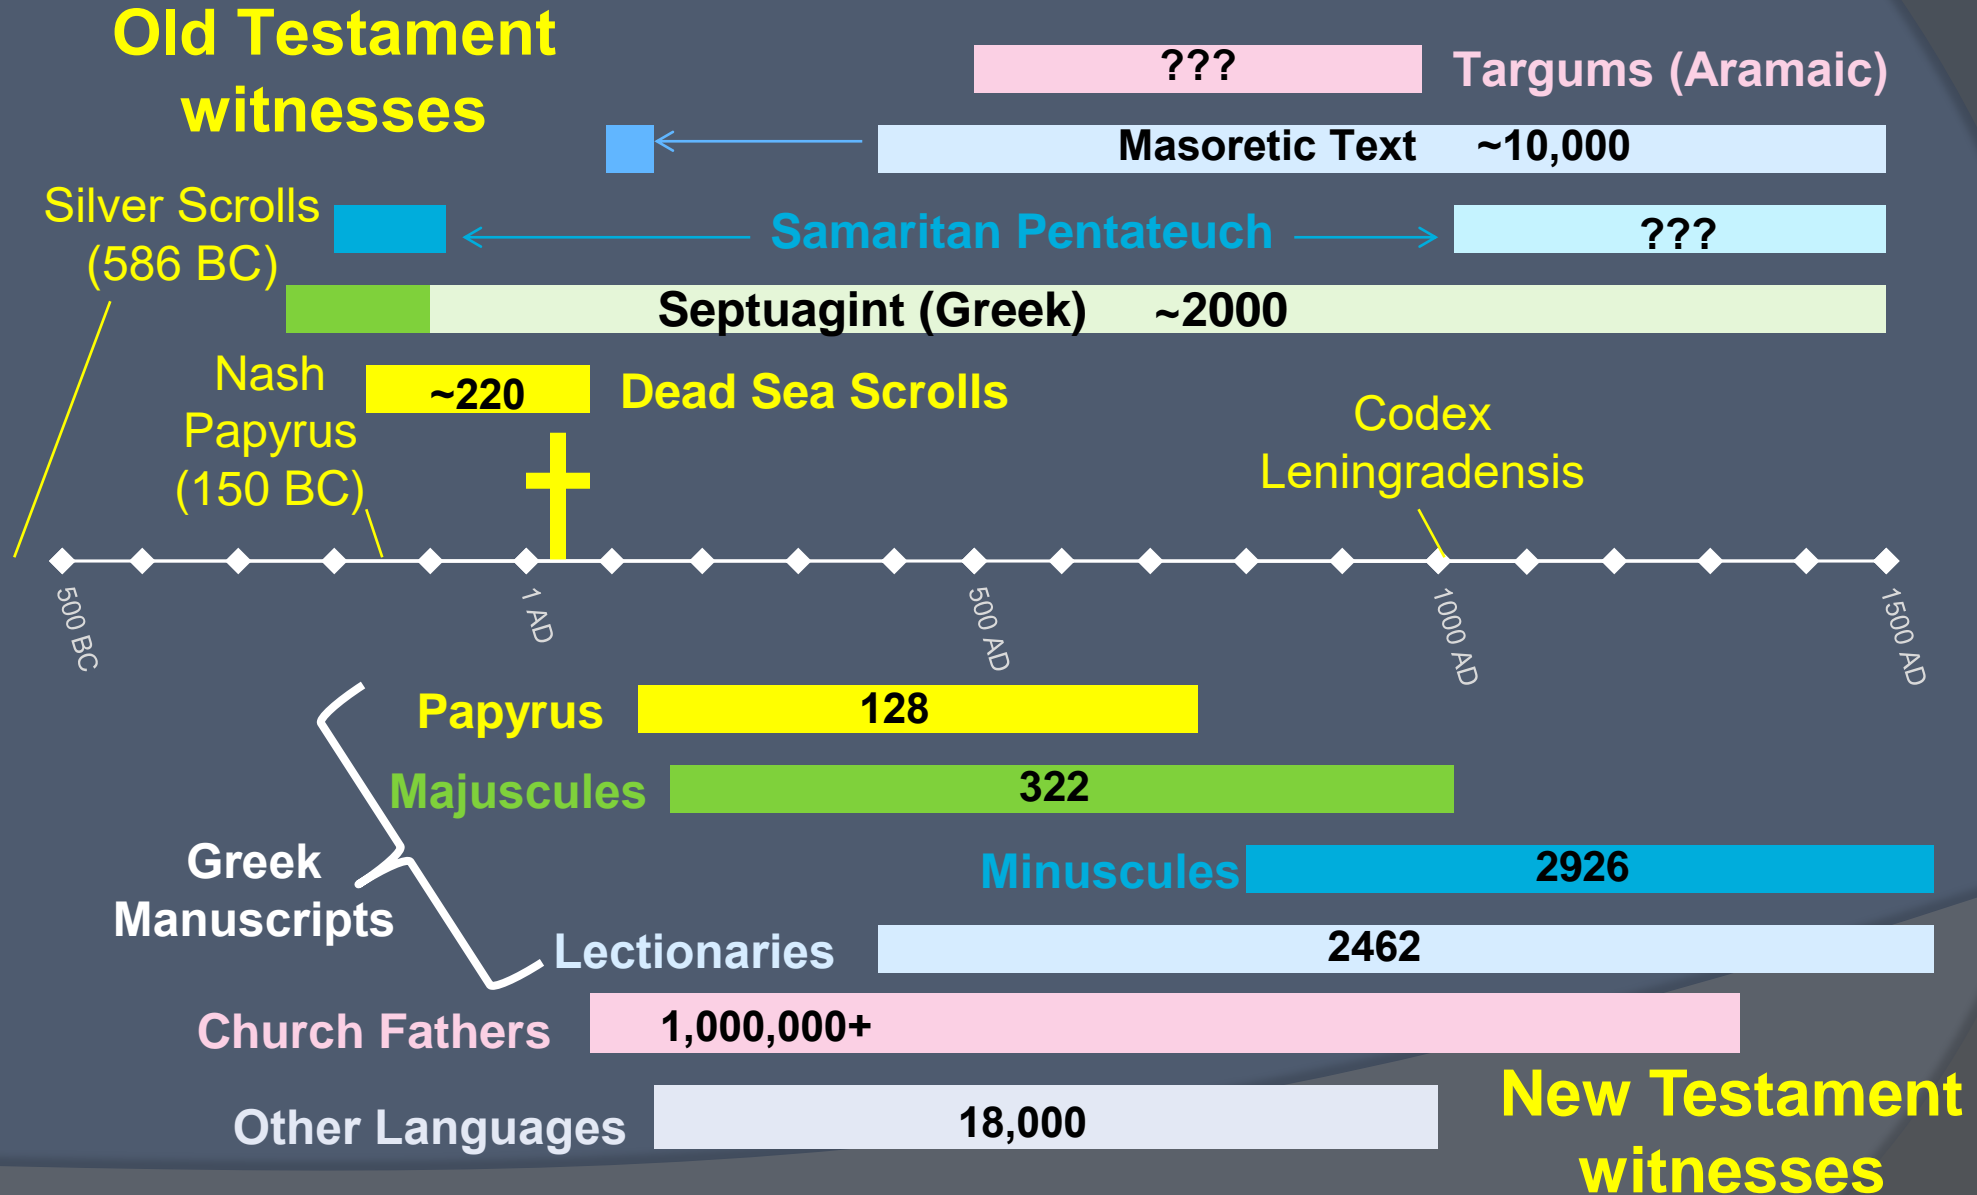 Old Testament
witnesses
???
Targums (Aramaic)
Masoretic Text ~10,000
Silver Scrolls
(586 BC)
Samaritan Pentateuch
???
Septuagint (Greek) ~2000
Nash
Papyrus
(150 BC)
~220
Dead Sea Scrolls
Codex
Leningradensis
500 BC
1 AD
500 AD
1000 AD
1500 AD
Papyrus
128
Majuscules
322
Greek
Manuscripts
Minuscules
2926
Lectionaries
2462
Church Fathers
1,000,000+
Other Languages
18,000
New Testament
witnesses